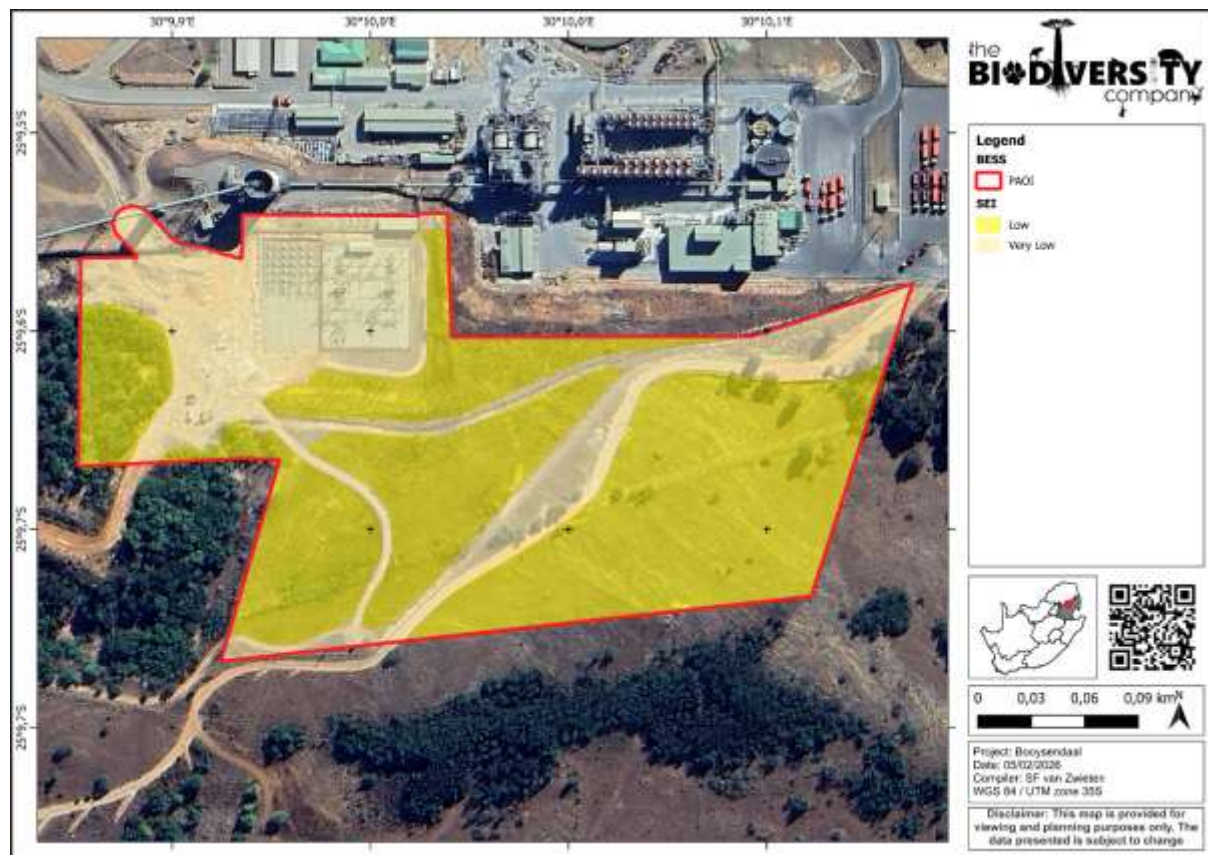 30°9,9'E 30°10,0'E 30°10,0'E 30°10,1'E
25°9,5'S
25°9,6'S
25°9,7'S
25°9,7'S
the
BIODIVERSITY
company
Legend
BESS
PAOI
SEI
Low
Very Low
0 0,03 0,06 0,09 km
N
Project: Booysendaal
Date: 05/02/2026
Compiler: SF van Zwieten
WGS 84 / UTM zone 35S
Disclaimer: This map is provided for
viewing and planning purposes only. The
data presented is subject to change